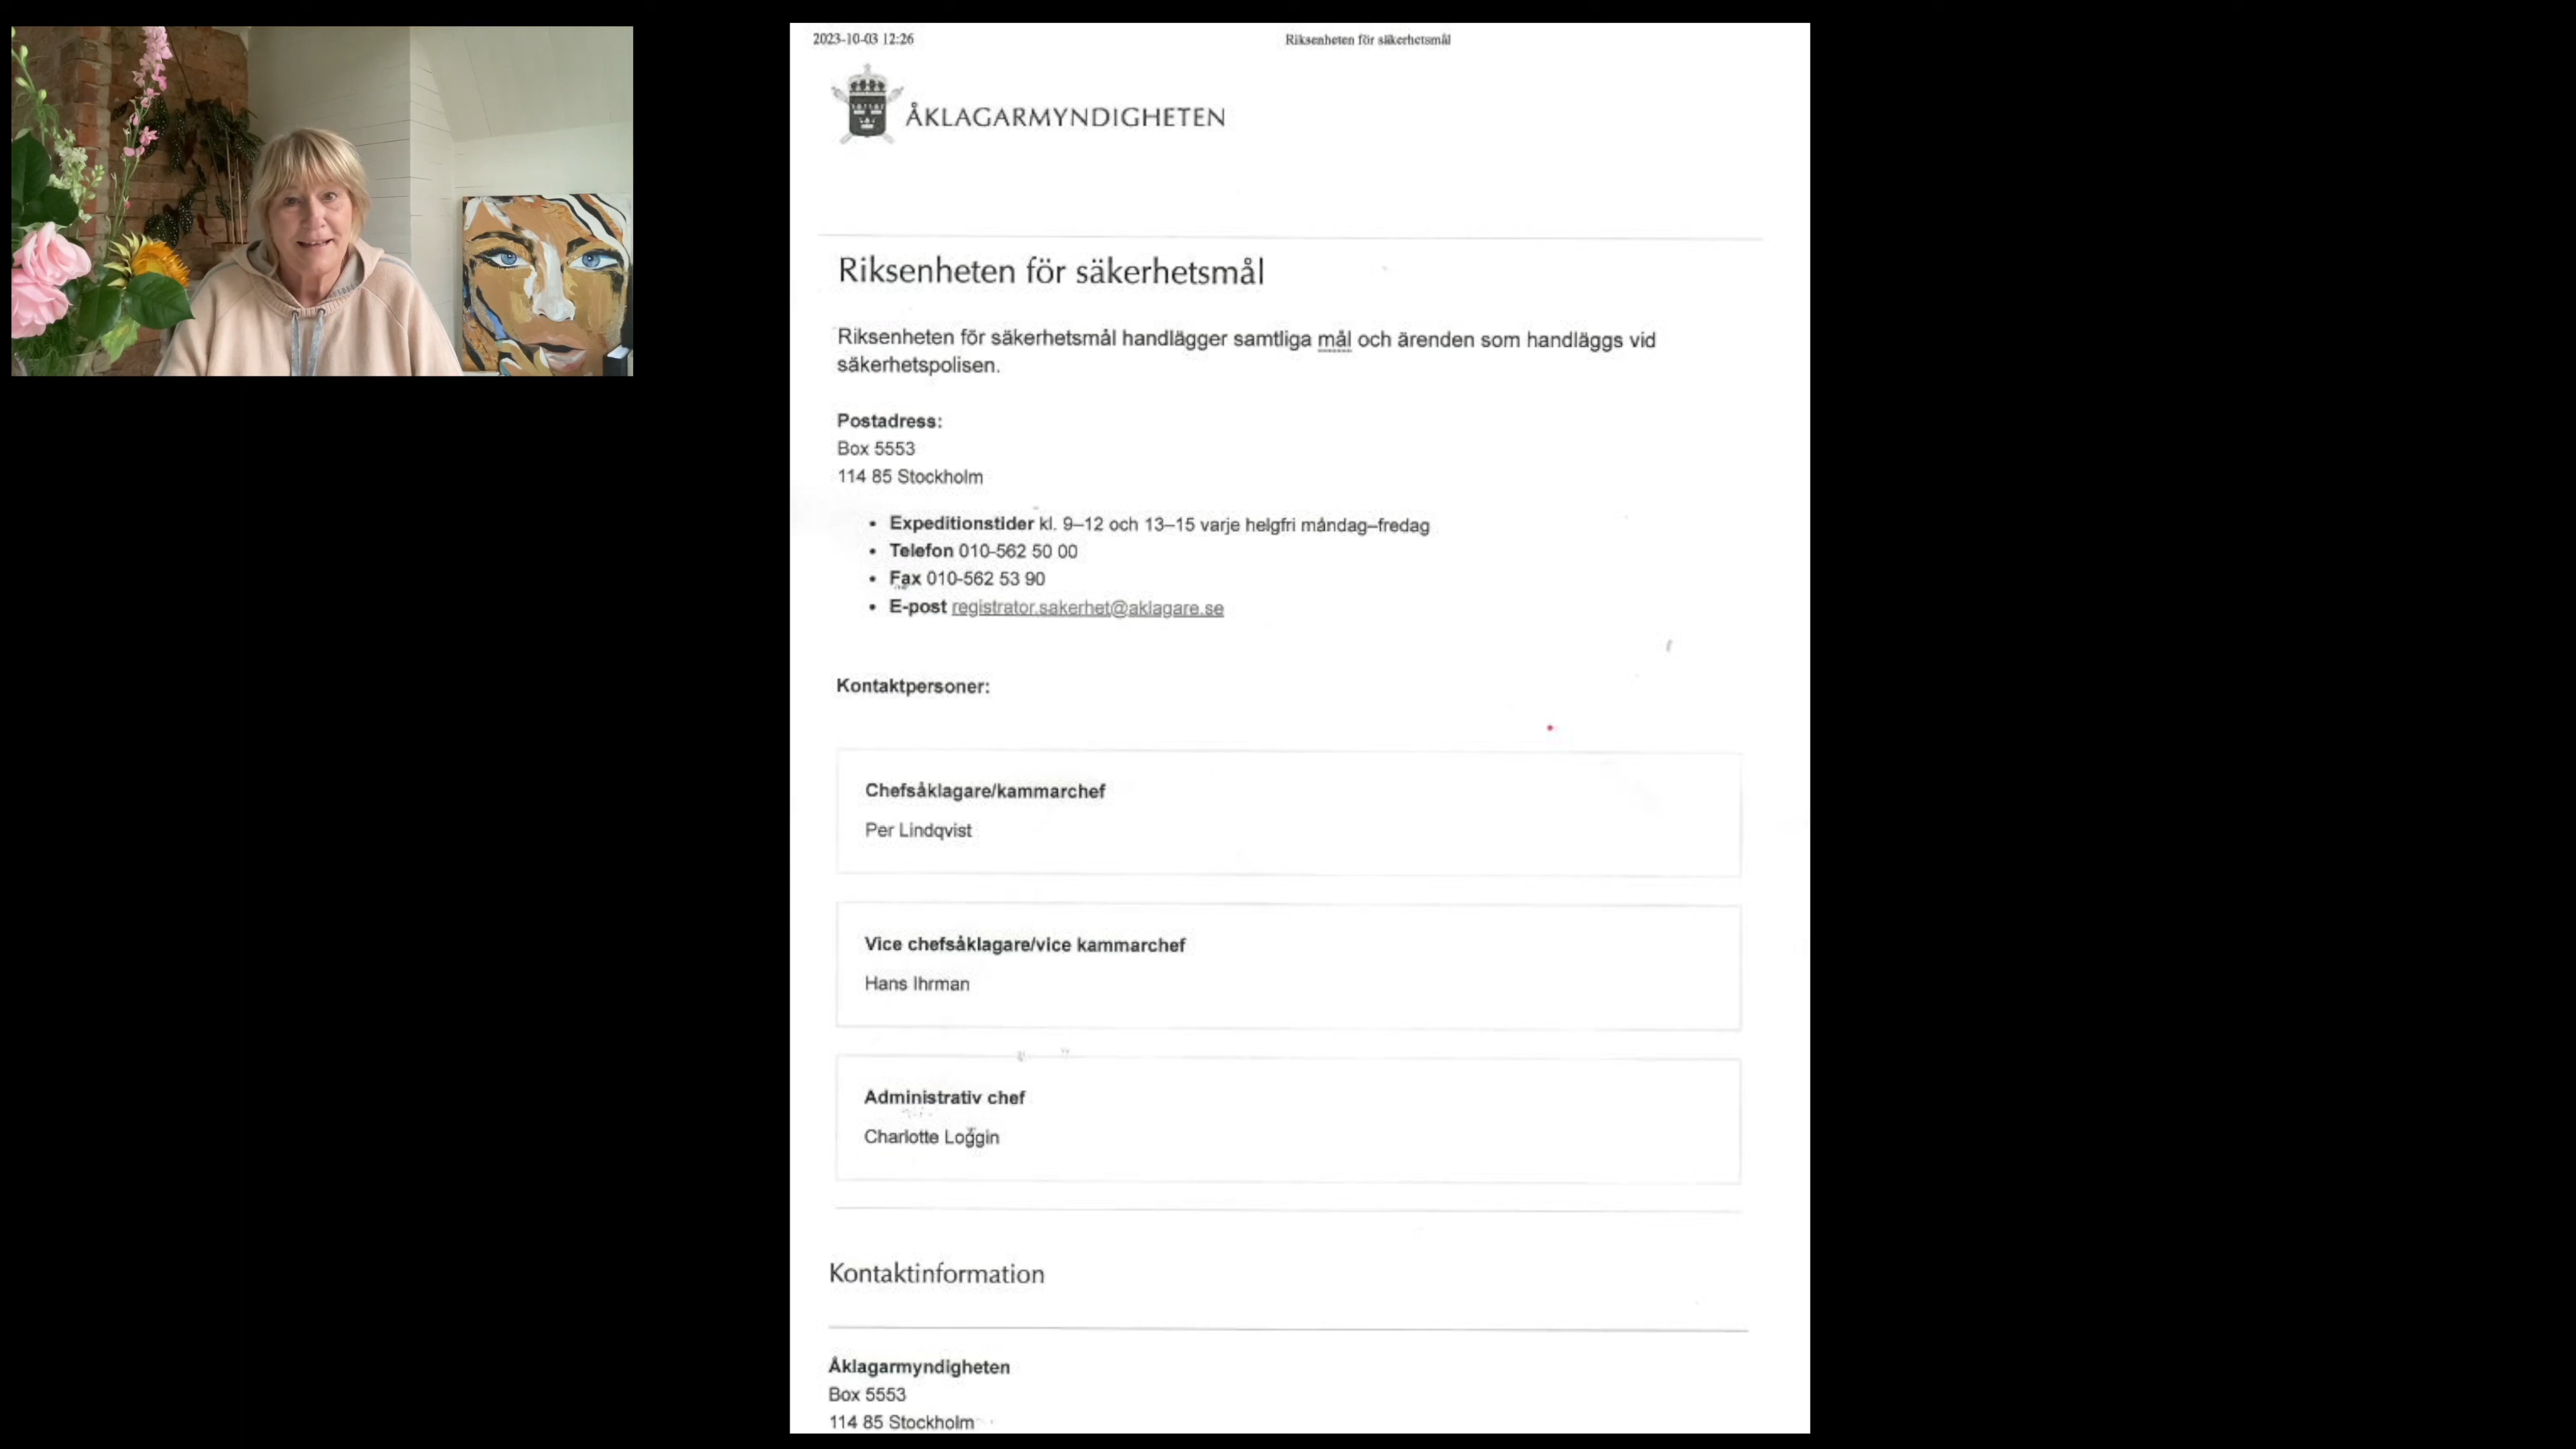 2023-10-03 12:26
Riksenheten för säkerhetsmål
ÅKLAGARMYNDIGHETEN
Riksenheten för säkerhetsmål
Riksenheten för säkerhetsmål handlägger samtliga mål och ärenden som handläggs vid
säkerhetspolisen.
Postadress:
Box 5553
114 85 Stockholm
• Expeditionstider kl. 9–12 och 13–15 varje helgfri måndag–fredag
• Telefon 010-562 50 00
• Fax 010-562 53 90
• E-post registrator.sakerhet@aklagare.se
Kontaktpersoner:
Chefsåklagare/kammarchef
Per Lindqvist
Vice chefsåklagare/vice kammarchef
Hans Ihrman
Administrativ chef
Charlotte Loggin
Kontaktinformation
Åklagarmyndigheten
Box 5553
114 85 Stockholm